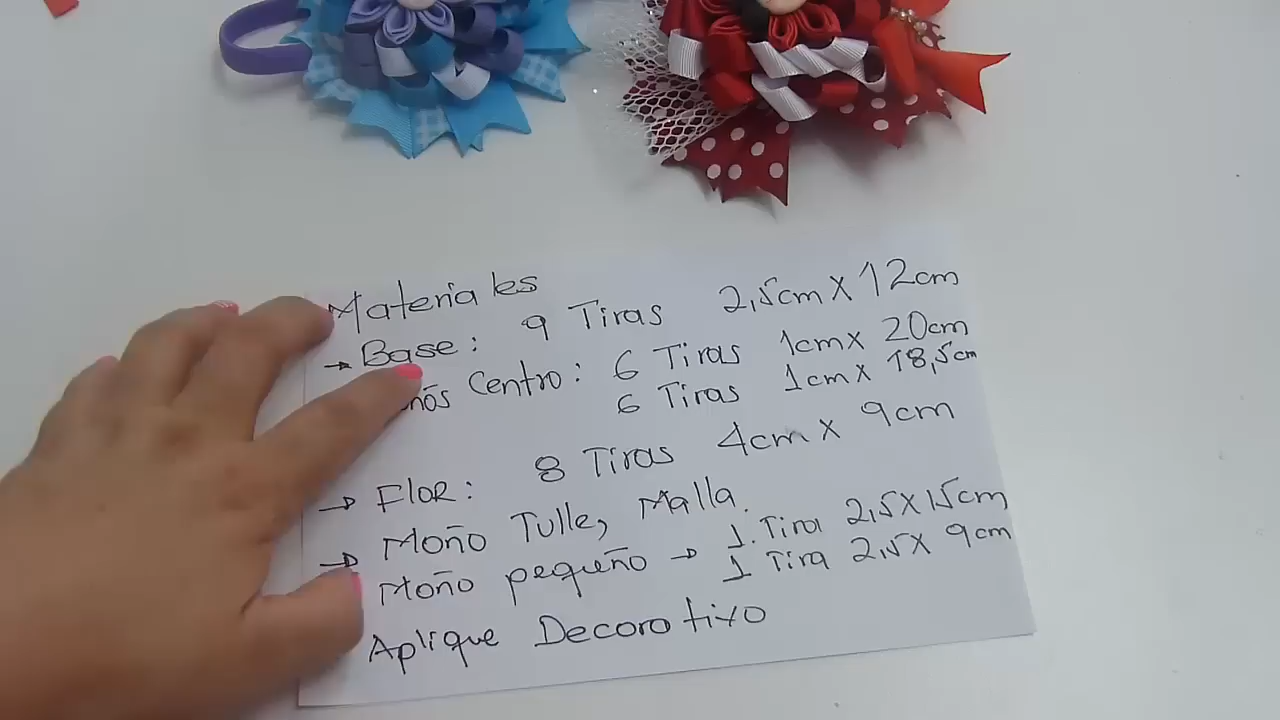 Materiales
→ Base: 9 Tiras 2,5cm X 12cm
Centro: 6 Tiras 1cm X 20cm
6 Tiras 1cm X 18,5cm
→ Flor: 8 Tiras 4cm X 9cm
→ Moño Tulle, Malla.
Moño pequeño → 1. Tira 2,5 X 15cm
1 Tira 2,5 X 9cm
Aplique Decorativo